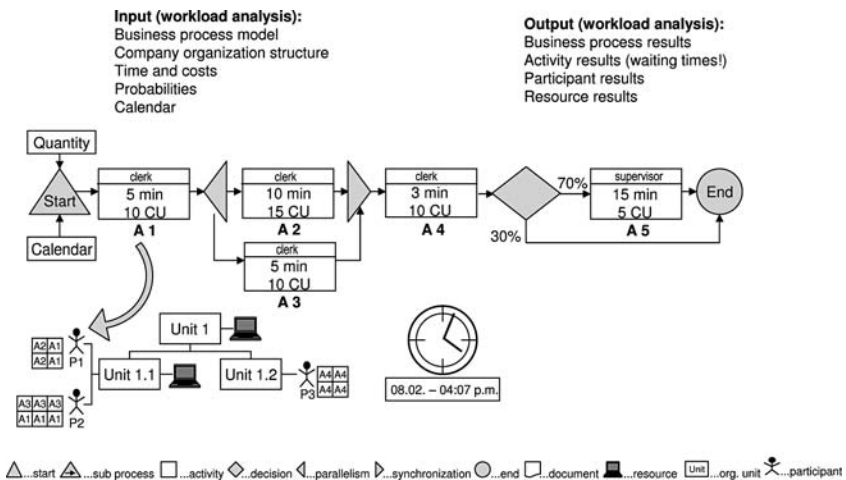 Input (workload analysis):
Business process model
Company organization structure
Time and costs
Probabilities
Calendar
Output (workload analysis):
Business process results
Activity results (waiting times!)
Participant results
Resource results
Quantity
Start
Calendar
clerk
5 min
10 CU
A 1
clerk
10 min
15 CU
A 2
clerk
5 min
10 CU
A 3
clerk
3 min
10 CU
A 4
70%
30%
supervisor
15 min
5 CU
A 5
End
Unit 1
A2 A1
A2 A1
P1
Unit 1.1
Unit 1.2
A3 A3 A3
A1 A1 A1
P2
P3
A4 A4
A4 A4
08.02. – 04:07 p.m.
...start ...sub process ...activity ...decision ...parallelism ...synchronization ...end ...document ...resource Unit ...org. unit ...participant